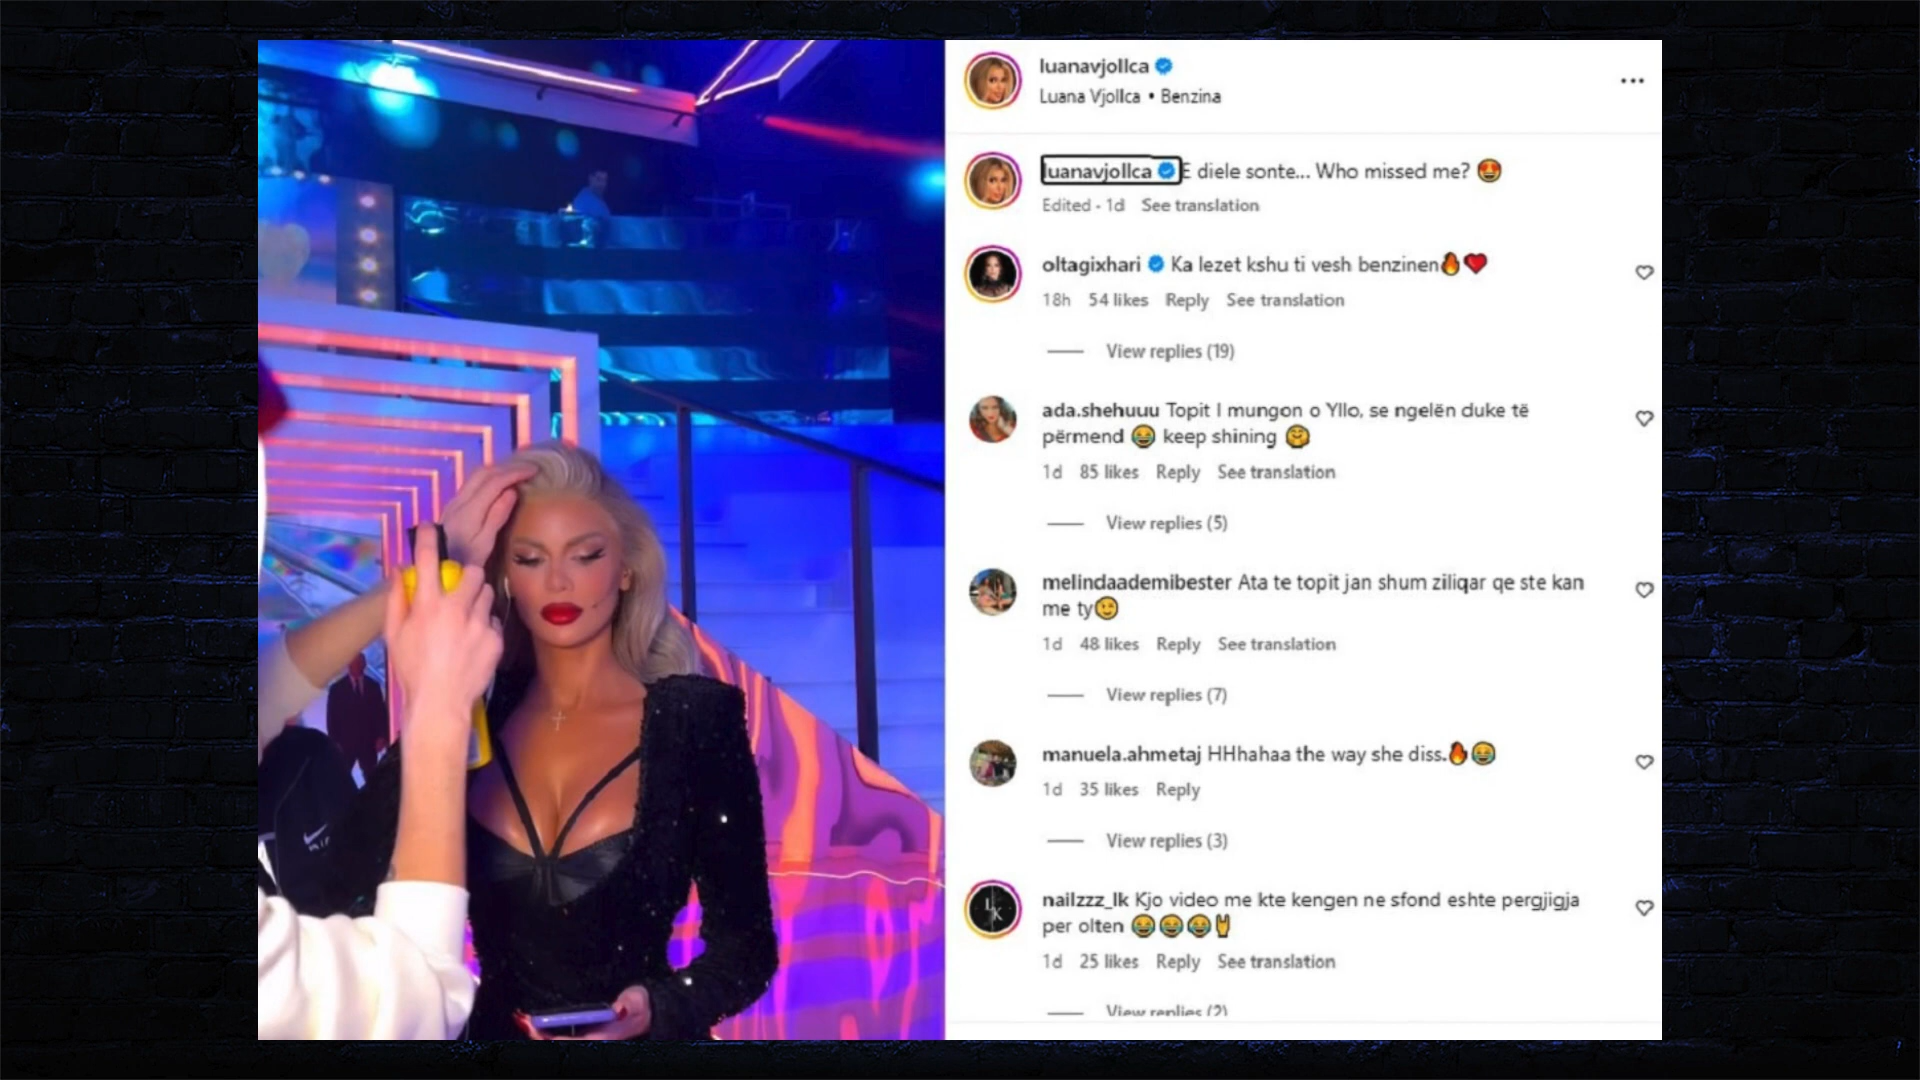 luanavjollca
Luana Vjollca • Benzina
luanavjollca E diele sonte... Who missed me? 🤩
Edited · 1d See translation
oltagixhari Ka lezet kshu ti vesh benzinen🔥❤️
18h 54 likes Reply See translation
View replies (19)
ada.shehuuu Topit I mungon o Yllo, se ngelën duke të
përmend 😂 keep shining 🤗
1d 85 likes Reply See translation
View replies (5)
melindaademibester Ata te topit jan shum ziliqar qe ste kan
me ty😉
1d 48 likes Reply See translation
View replies (7)
manuela.ahmetaj HHhahaa the way she diss.🔥😂
1d 35 likes Reply
View replies (3)
nailzzz_lk Kjo video me kte kengen ne sfond eshte pergjigja
per olten 😂😂😂🤘
1d 25 likes Reply See translation
View replies (2)